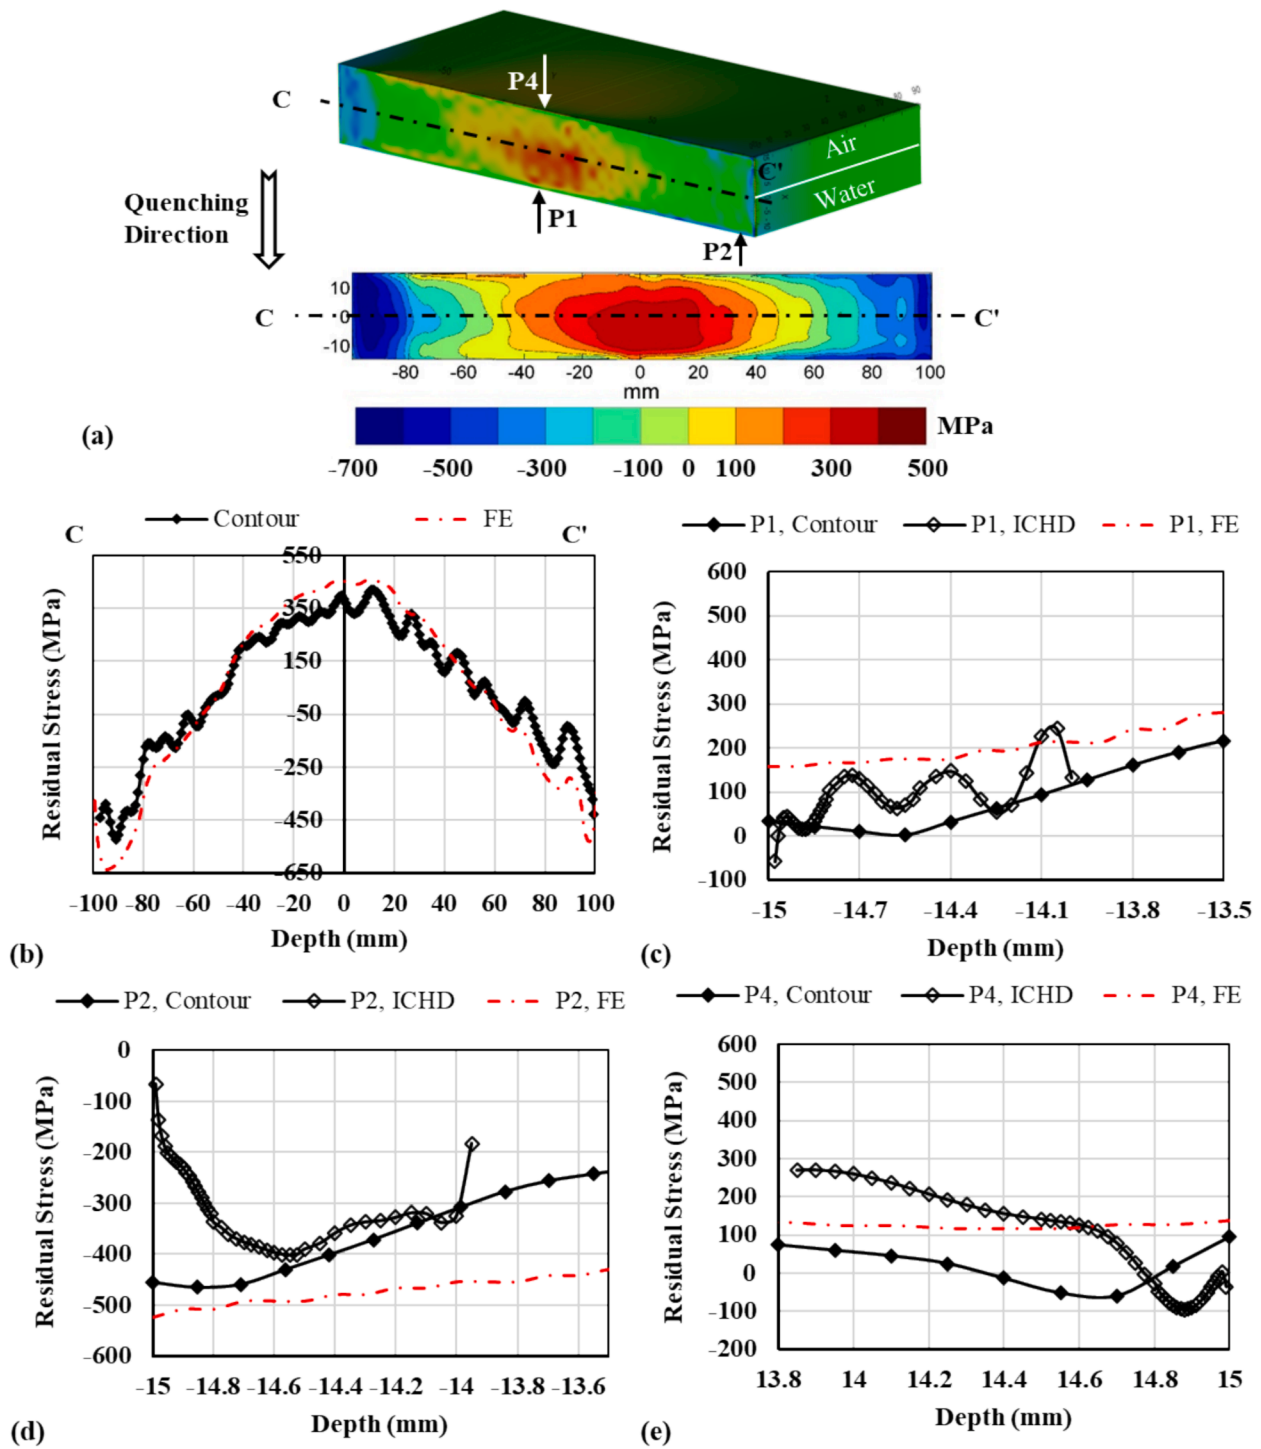 P4
C
C'
Air
Water
Quenching
Direction
P1
P2
10
0
-10
C
C'
-80 -60 -40 -20 0 20 40 60 80 100
mm
MPa
(a)
-700 -500 -300 -100 0 100 300 500
Contour FE
C C'
550
350
150
-50
-250
-450
-650
Residual Stress (MPa)
-100 -80 -60 -40 -20 0 20 40 60 80 100
Depth (mm)
(b)
P1, Contour P1, ICHD P1, FE
600
500
400
300
200
100
0
-100
Residual Stress (MPa)
-15 -14.7 -14.4 -14.1 -13.8 -13.5
Depth (mm)
(c)
P2, Contour P2, ICHD P2, FE
0
-100
-200
-300
-400
-500
-600
Residual Stress (MPa)
-15 -14.8 -14.6 -14.4 -14.2 -14 -13.8 -13.6
Depth (mm)
(d)
P4, Contour P4, ICHD P4, FE
600
500
400
300
200
100
0
-100
-200
Residual Stress (MPa)
13.8 14 14.2 14.4 14.6 14.8 15
Depth (mm)
(e)